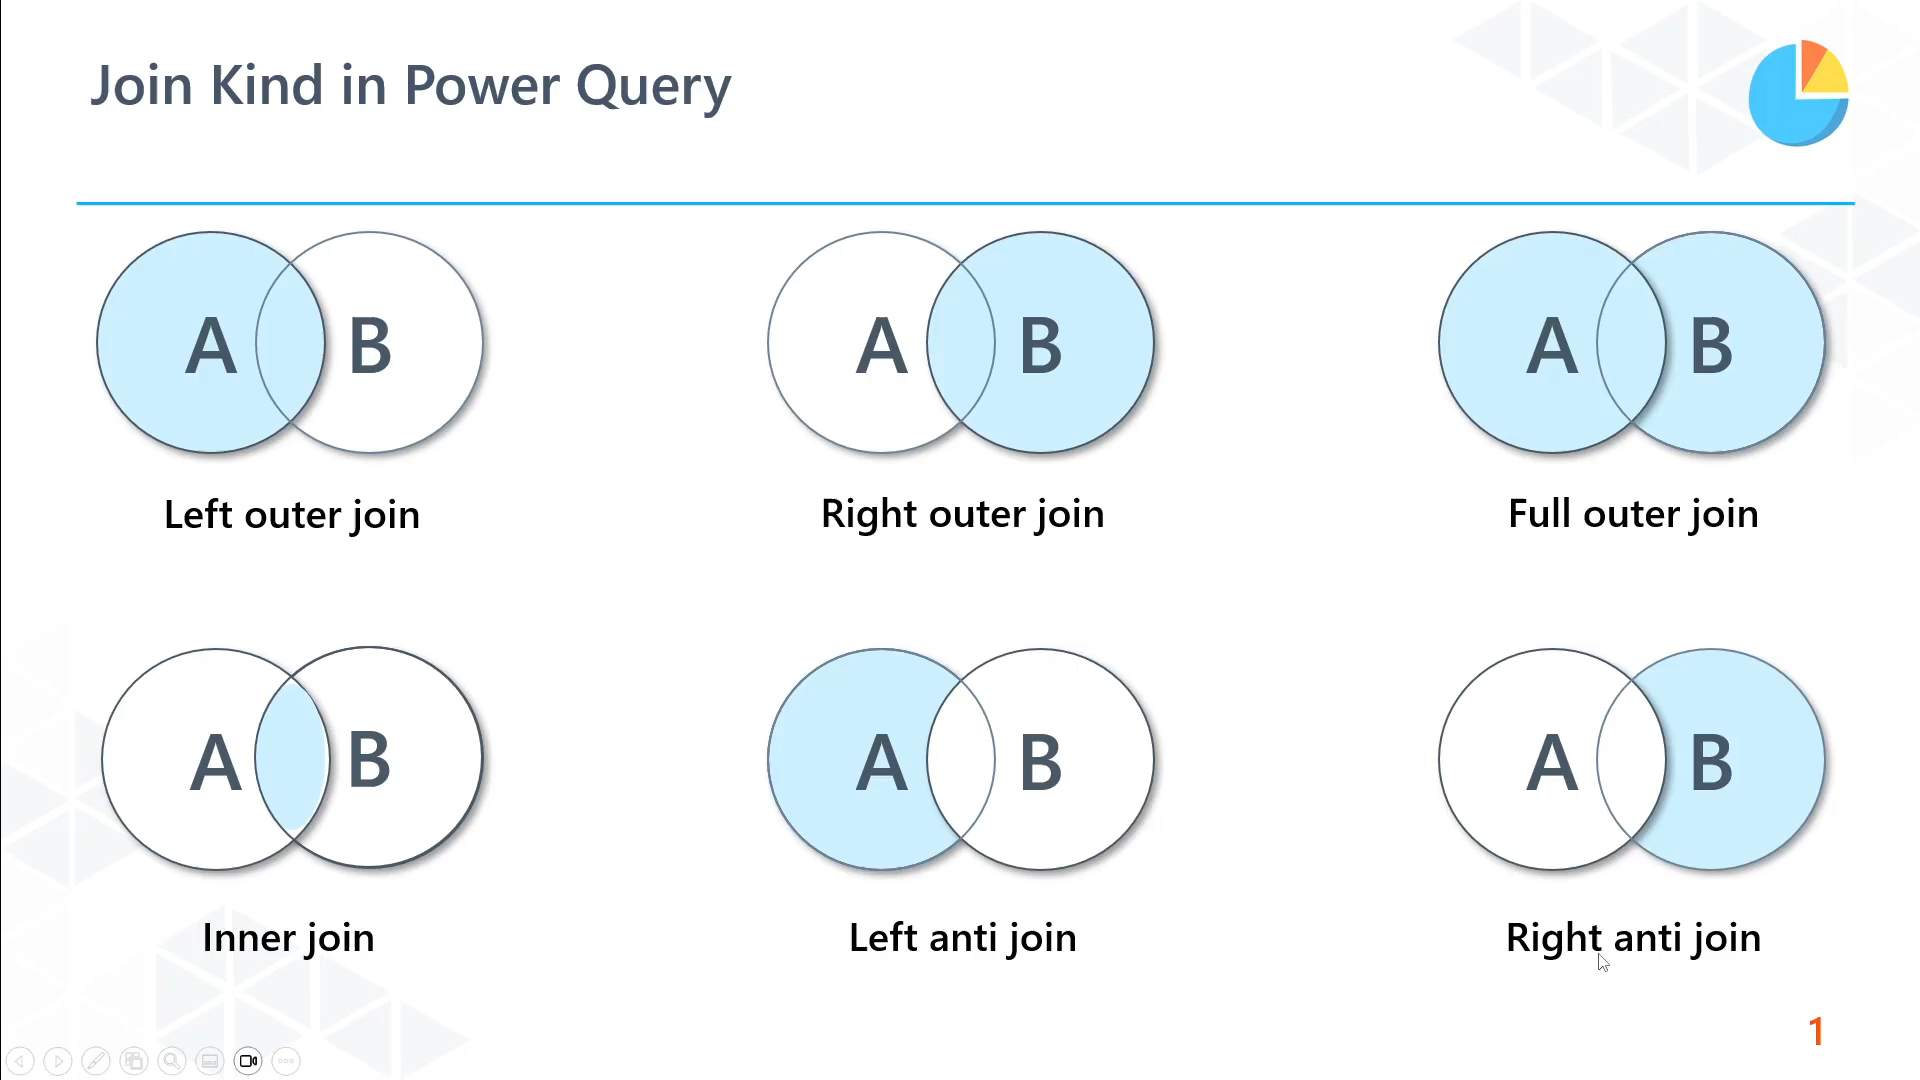 Join Kind in Power Query
A B
A B
A B
Left outer join
Right outer join
Full outer join
A B
A B
A B
Inner join
Left anti join
Right anti join
1